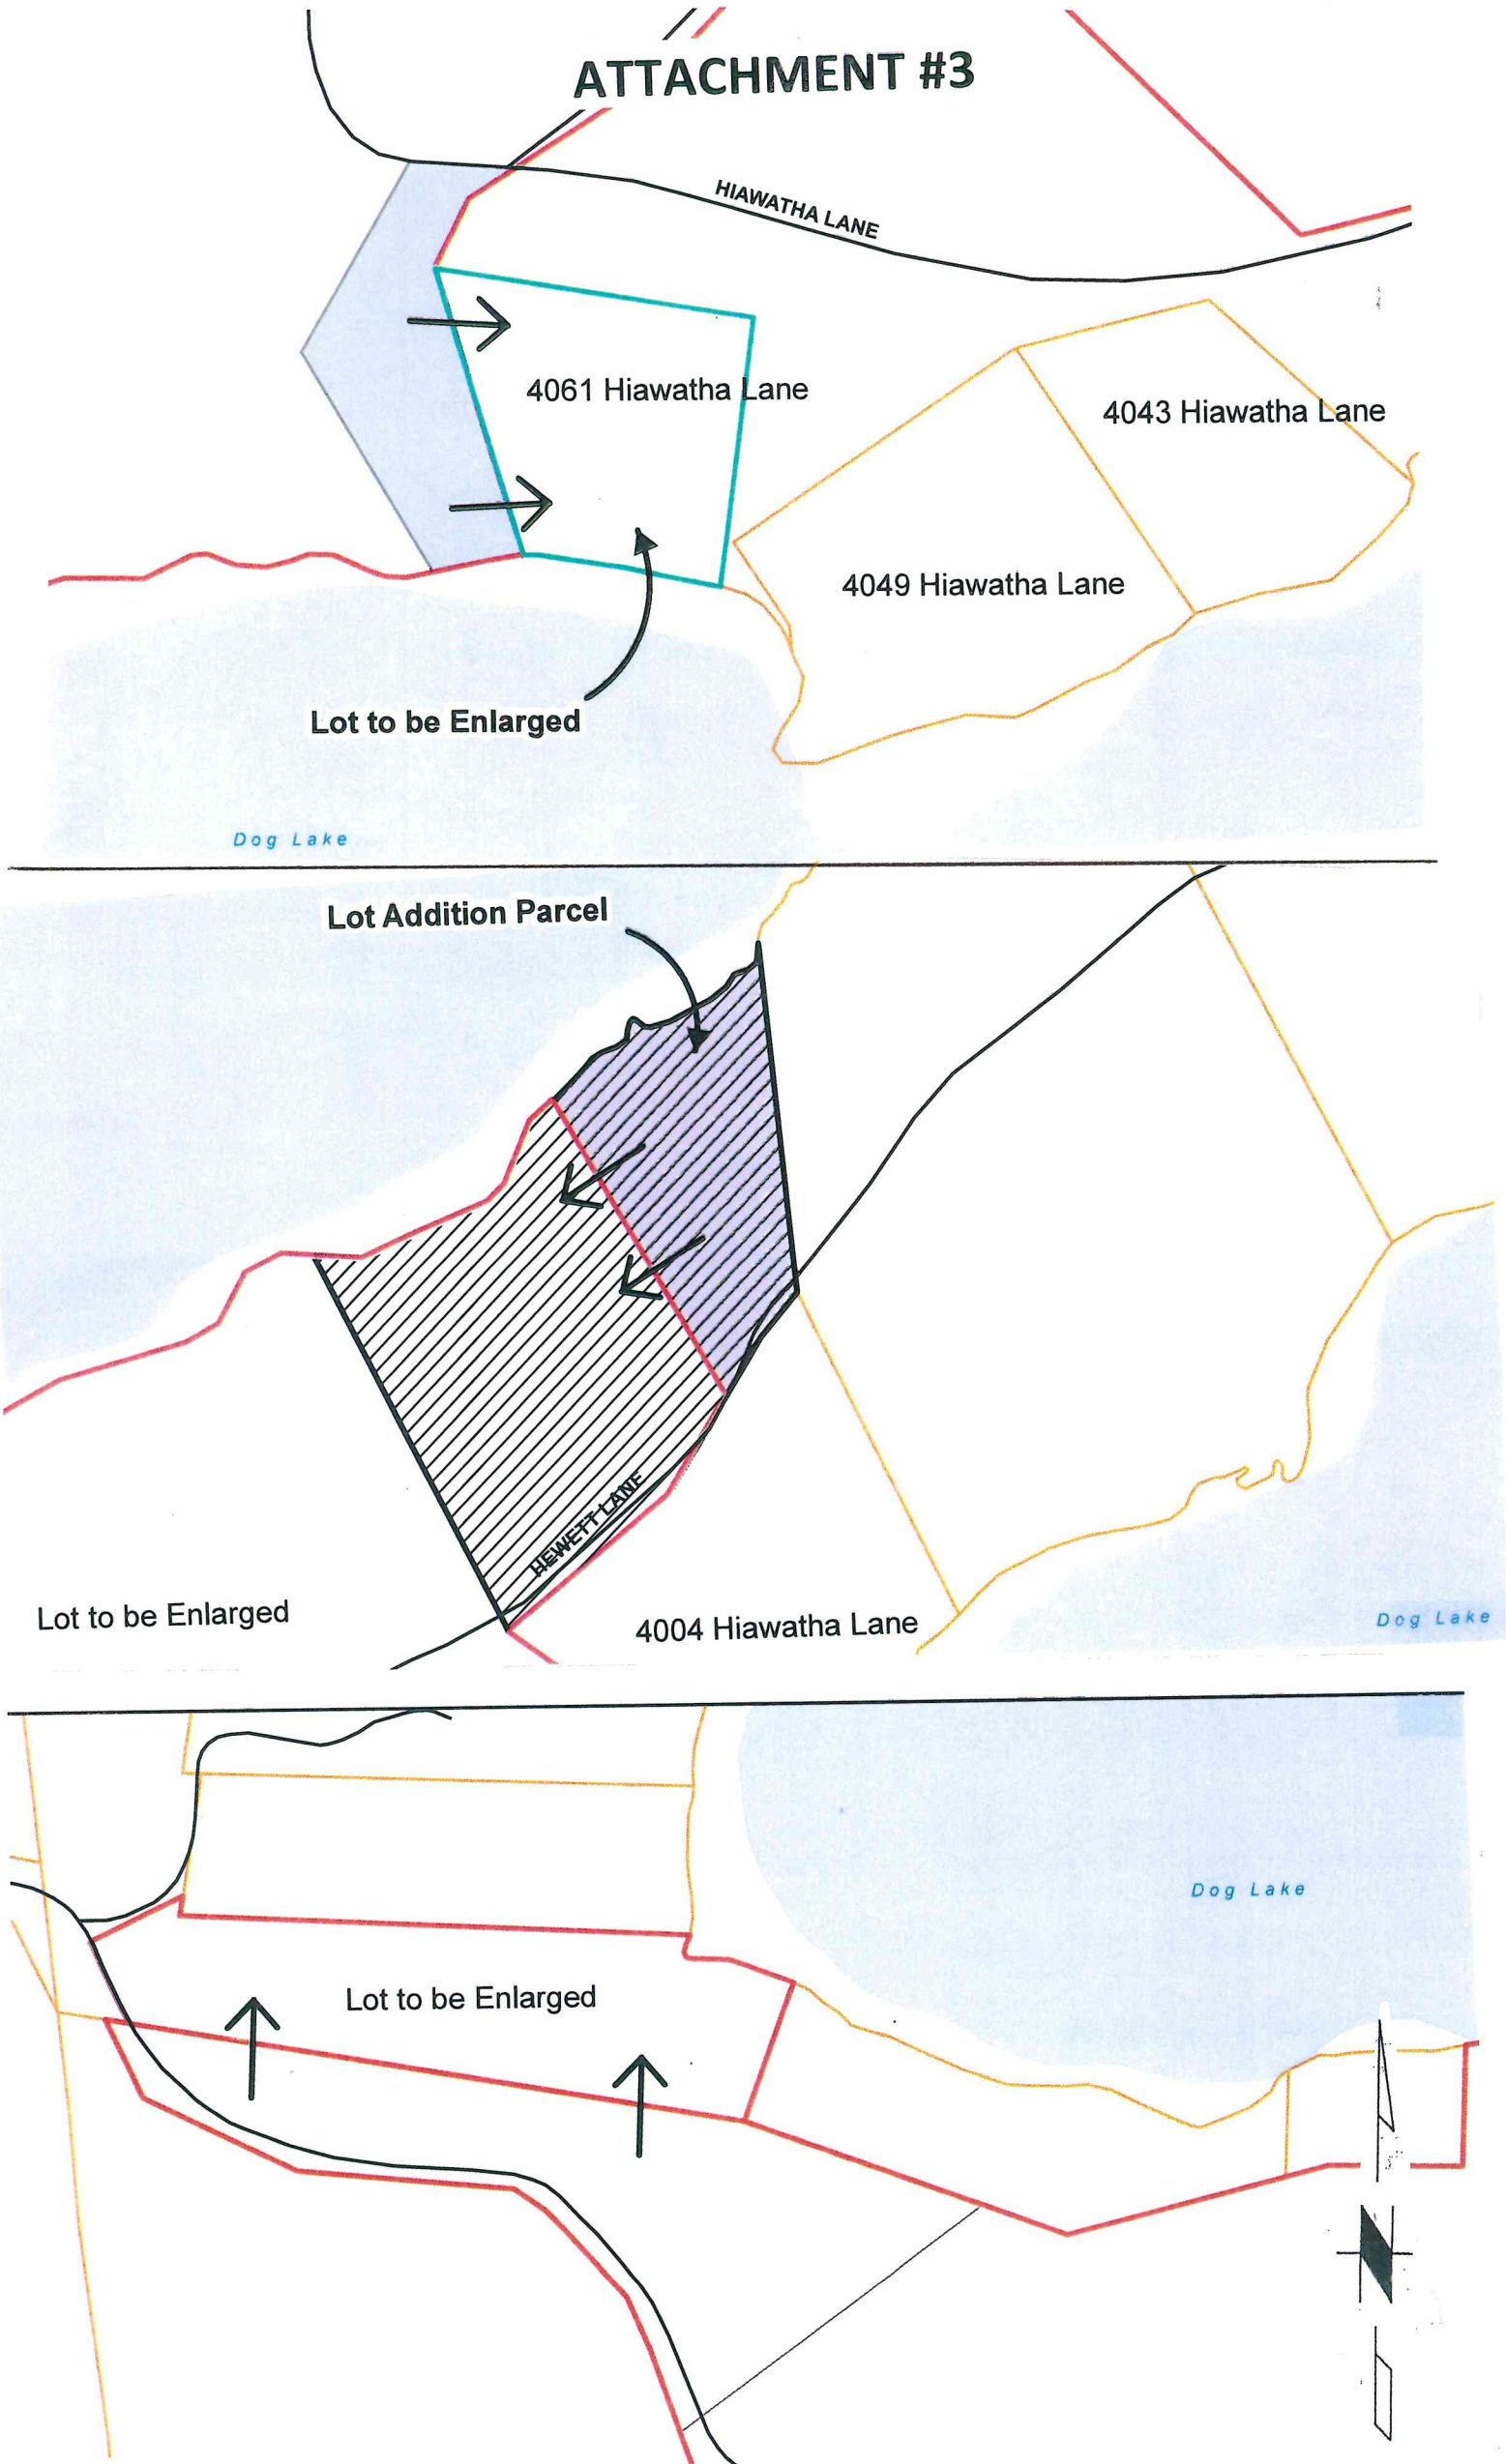 ATTACHMENT #3
HIAWATHA LANE
4061 Hiawatha Lane
4043 Hiawatha Lane
4049 Hiawatha Lane
Lot to be Enlarged
Dog Lake
Lot Addition Parcel
HEWETT LANE
Lot to be Enlarged
4004 Hiawatha Lane
Dog Lake
Dog Lake
Lot to be Enlarged
N